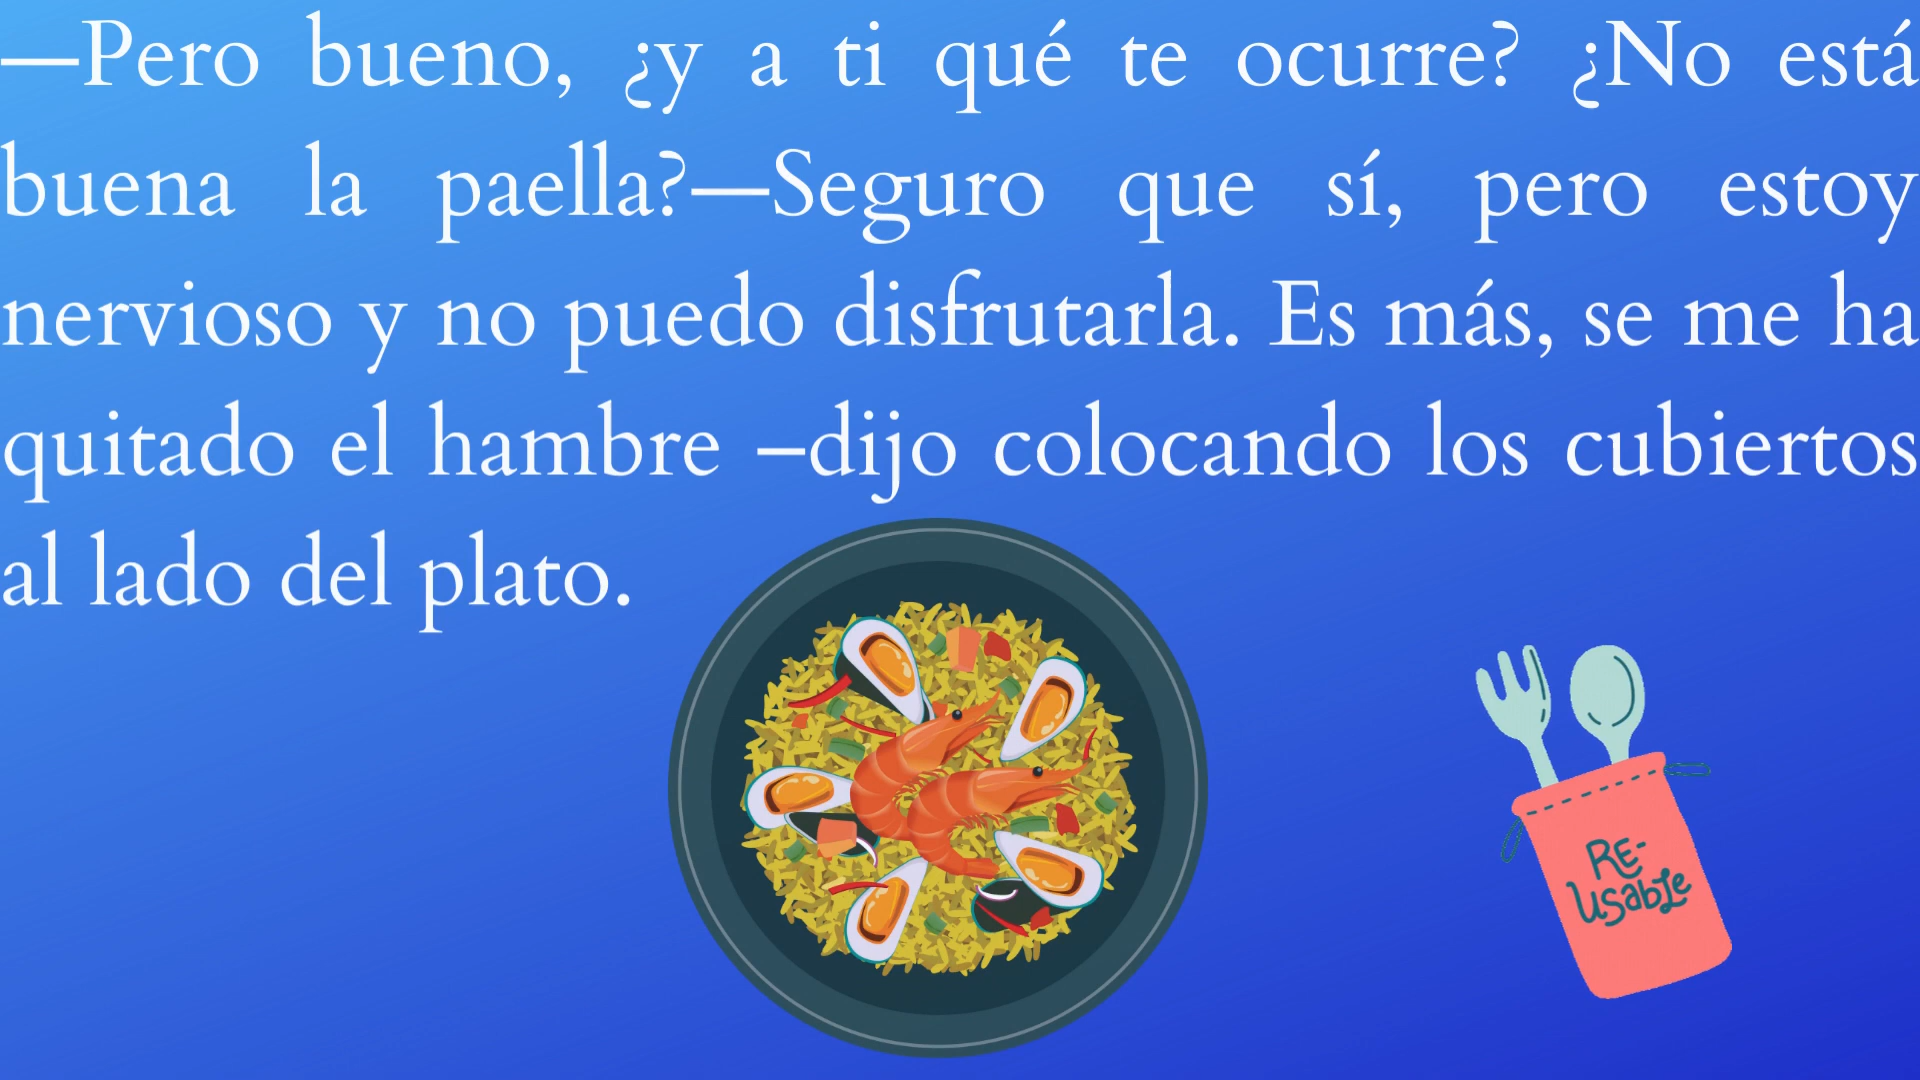 —Pero bueno, ¿y a ti qué te ocurre? ¿No está
buena la paella?—Seguro que sí, pero estoy
nervioso y no puedo disfrutarla. Es más, se me ha
quitado el hambre –dijo colocando los cubiertos
al lado del plato.
RE-
usable